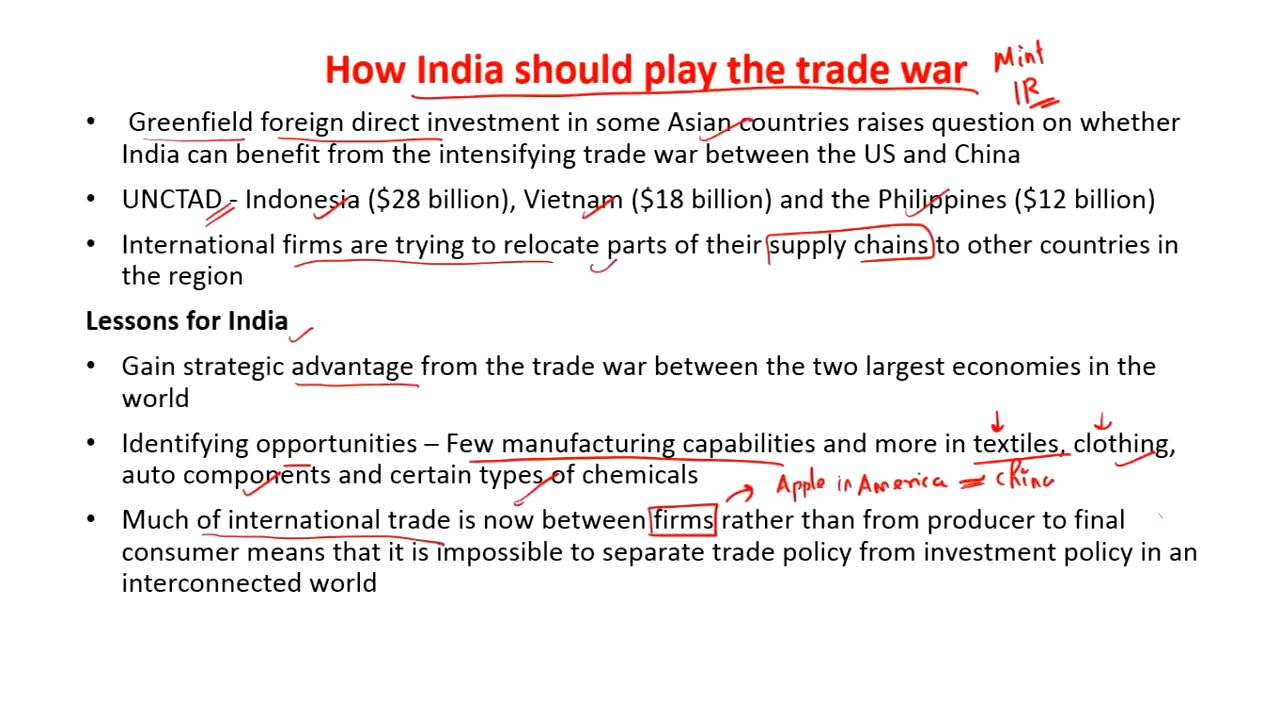 How India should play the trade war
Mint
IR
• Greenfield foreign direct investment in some Asian countries raises question on whether
India can benefit from the intensifying trade war between the US and China
• UNCTAD - Indonesia ($28 billion), Vietnam ($18 billion) and the Philippines ($12 billion)
• International firms are trying to relocate parts of their supply chains to other countries in
the region
Lessons for India
• Gain strategic advantage from the trade war between the two largest economies in the
world
• Identifying opportunities – Few manufacturing capabilities and more in textiles, clothing,
auto components and certain types of chemicals
Apple in America = China
• Much of international trade is now between firms rather than from producer to final
consumer means that it is impossible to separate trade policy from investment policy in an
interconnected world